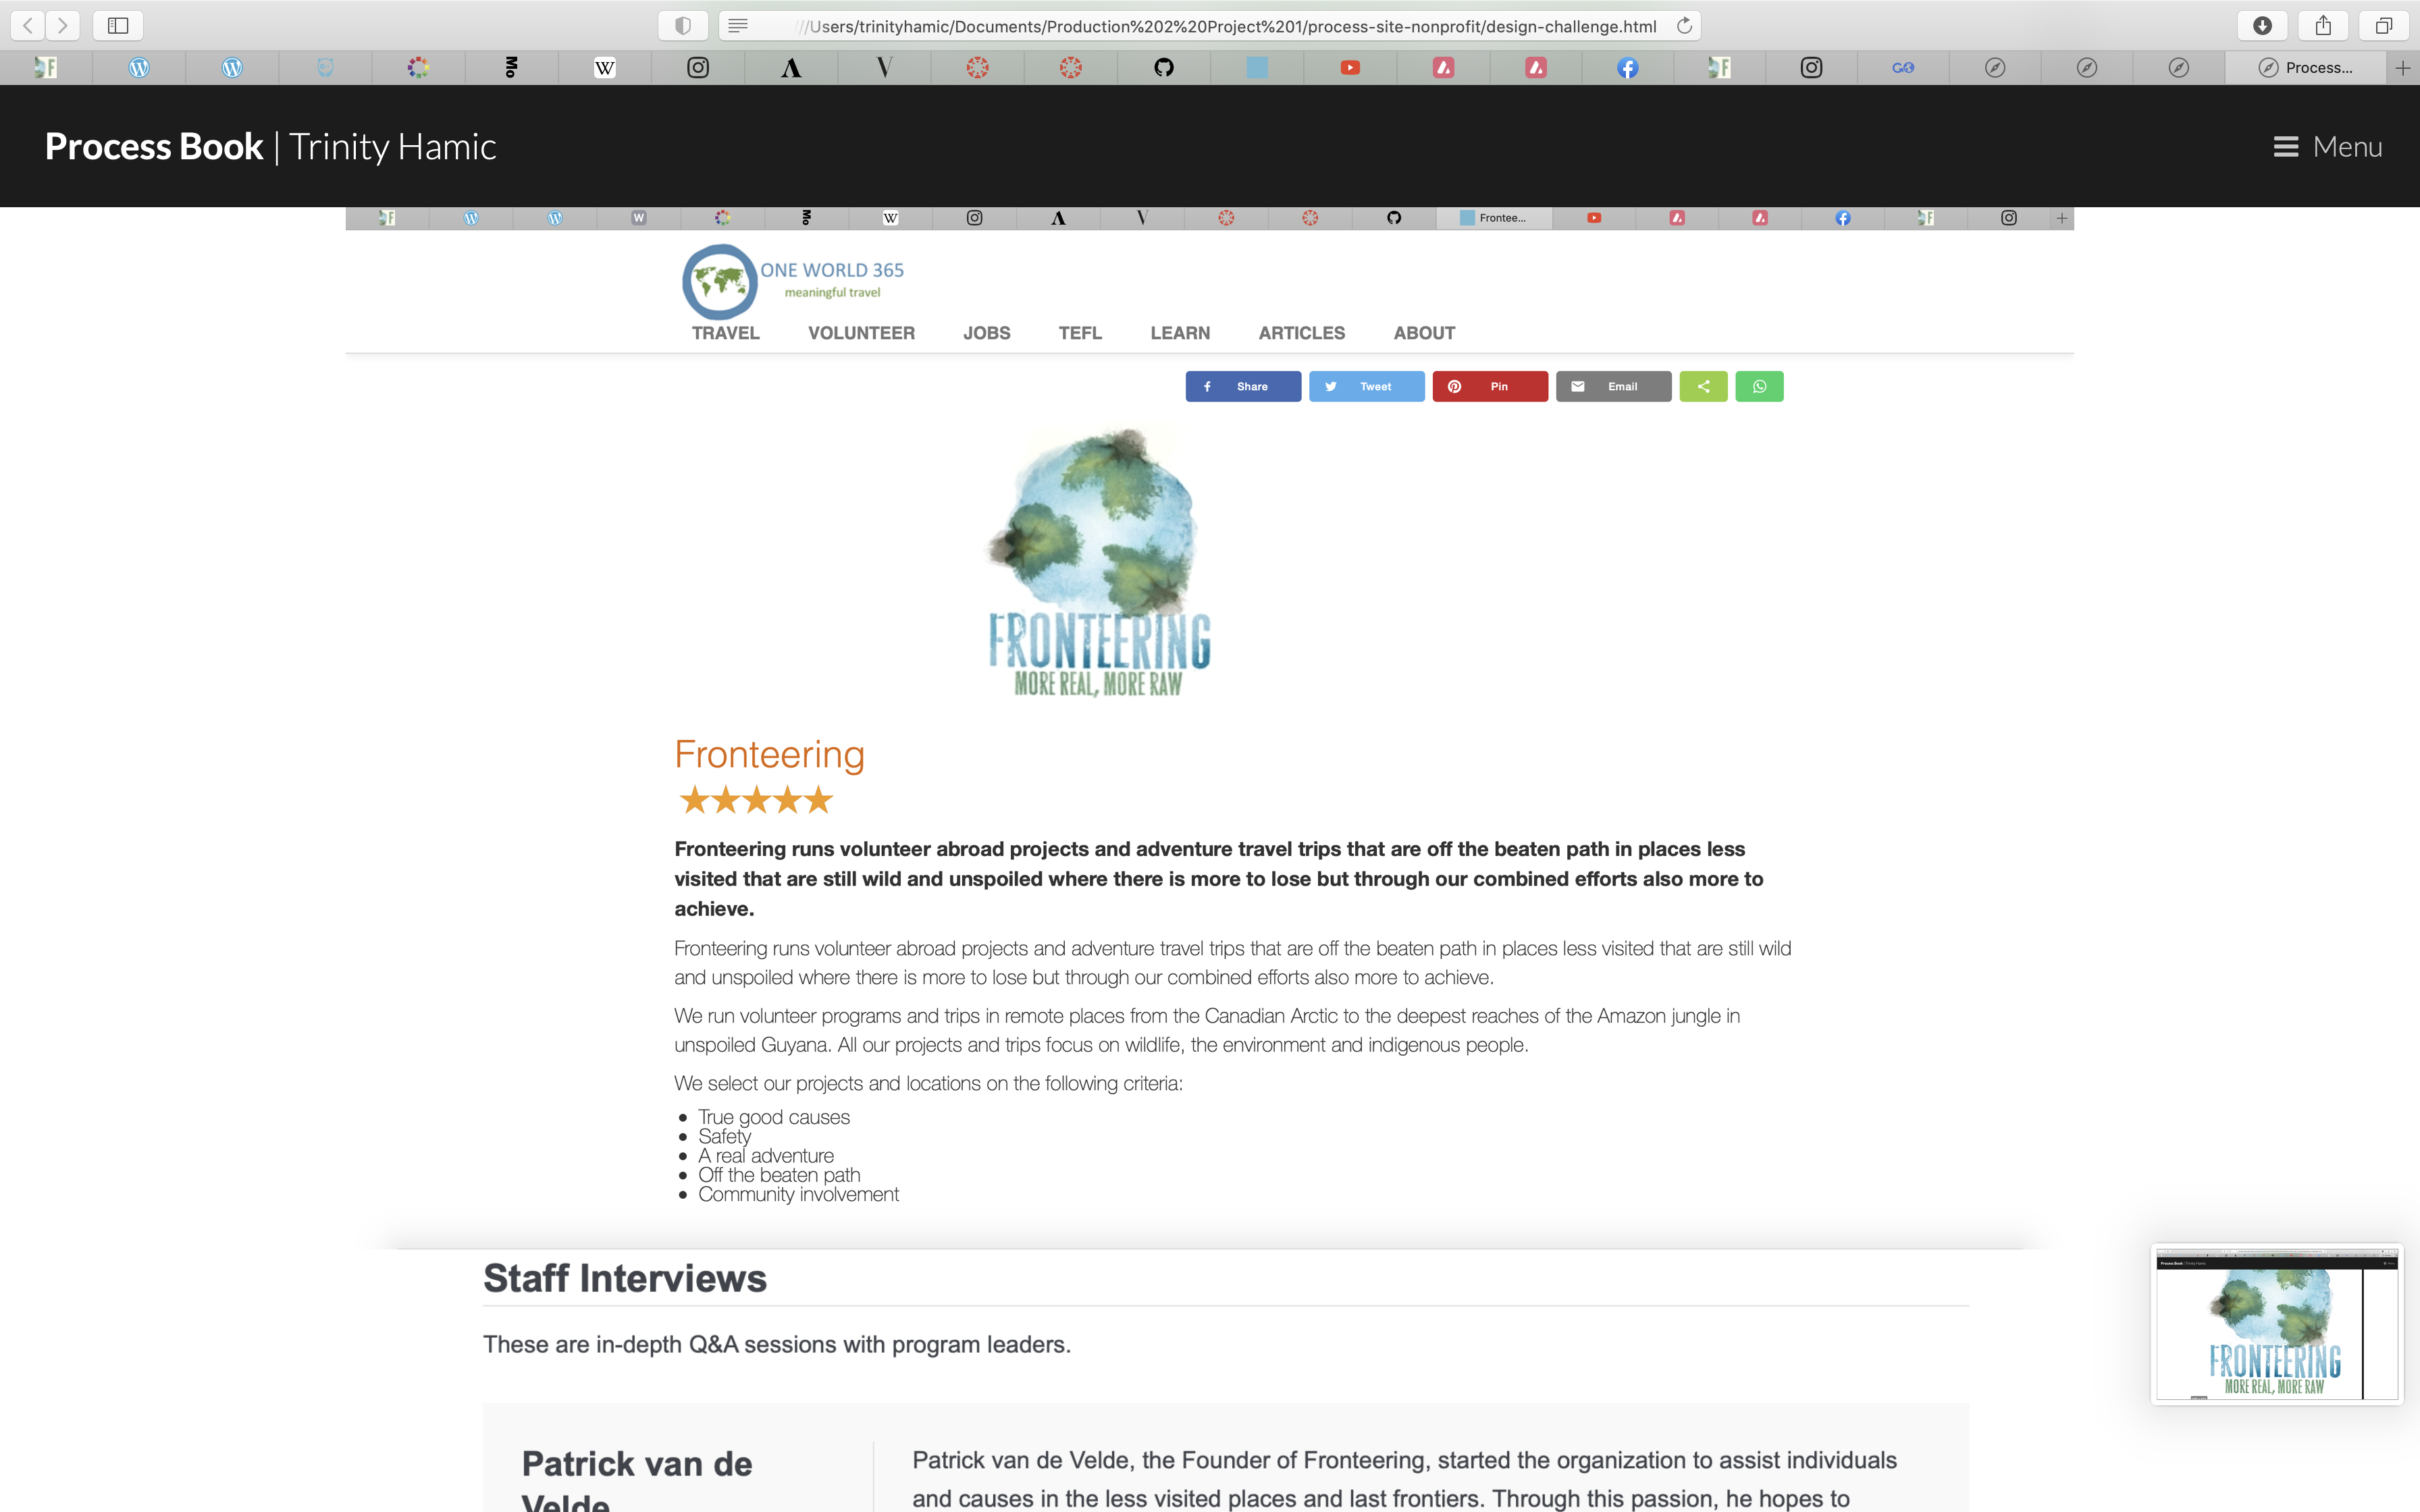 ///Users/trinityhamic/Documents/Production%202%20Project%201/process-site-nonprofit/design-challenge.html
Process...
Process Book | Trinity Hamic
Menu
Frontee...
ONE WORLD 365
meaningful travel
TRAVEL VOLUNTEER JOBS TEFL LEARN ARTICLES ABOUT
Share Tweet Pin Email
FRONTEERING
MORE REAL, MORE RAW
Fronteering
Fronteering runs volunteer abroad projects and adventure travel trips that are off the beaten path in places less
visited that are still wild and unspoiled where there is more to lose but through our combined efforts also more to
achieve.
Fronteering runs volunteer abroad projects and adventure travel trips that are off the beaten path in places less visited that are still wild
and unspoiled where there is more to lose but through our combined efforts also more to achieve.
We run volunteer programs and trips in remote places from the Canadian Arctic to the deepest reaches of the Amazon jungle in
unspoiled Guyana. All our projects and trips focus on wildlife, the environment and indigenous people.
We select our projects and locations on the following criteria:
True good causes
Safety
A real adventure
Off the beaten path
Community involvement
Staff Interviews
These are in-depth Q&A sessions with program leaders.
Patrick van de
Velde
Patrick van de Velde, the Founder of Fronteering, started the organization to assist individuals
and causes in the less visited places and last frontiers. Through this passion, he hopes to
Process Book | Trinity Hamic
FRONTEERING
MORE REAL, MORE RAW